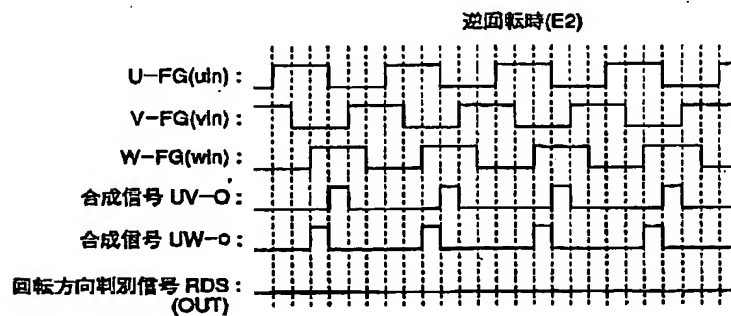 逆回転時(E2)
U-FG(uin) :
V-FG(vin) :
W-FG(win) :
合成信号 UV-O :
合成信号 UW-o :
回転方向判別信号 RDS :
(OUT)